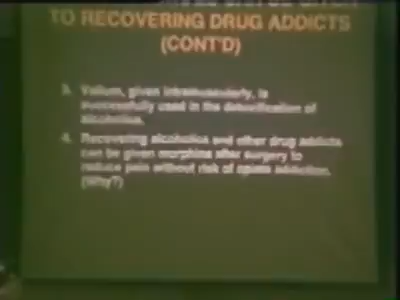 TO RECOVERING DRUG ADDICTS
(CONT'D)
3. Valium, given intramuscularly, is
successfully used in the detoxification of
alcoholics.
4. Recovering alcoholics and other drug addicts
can be given morphine after surgery to
reduce pain without risk of opiate addiction.
(Why?)